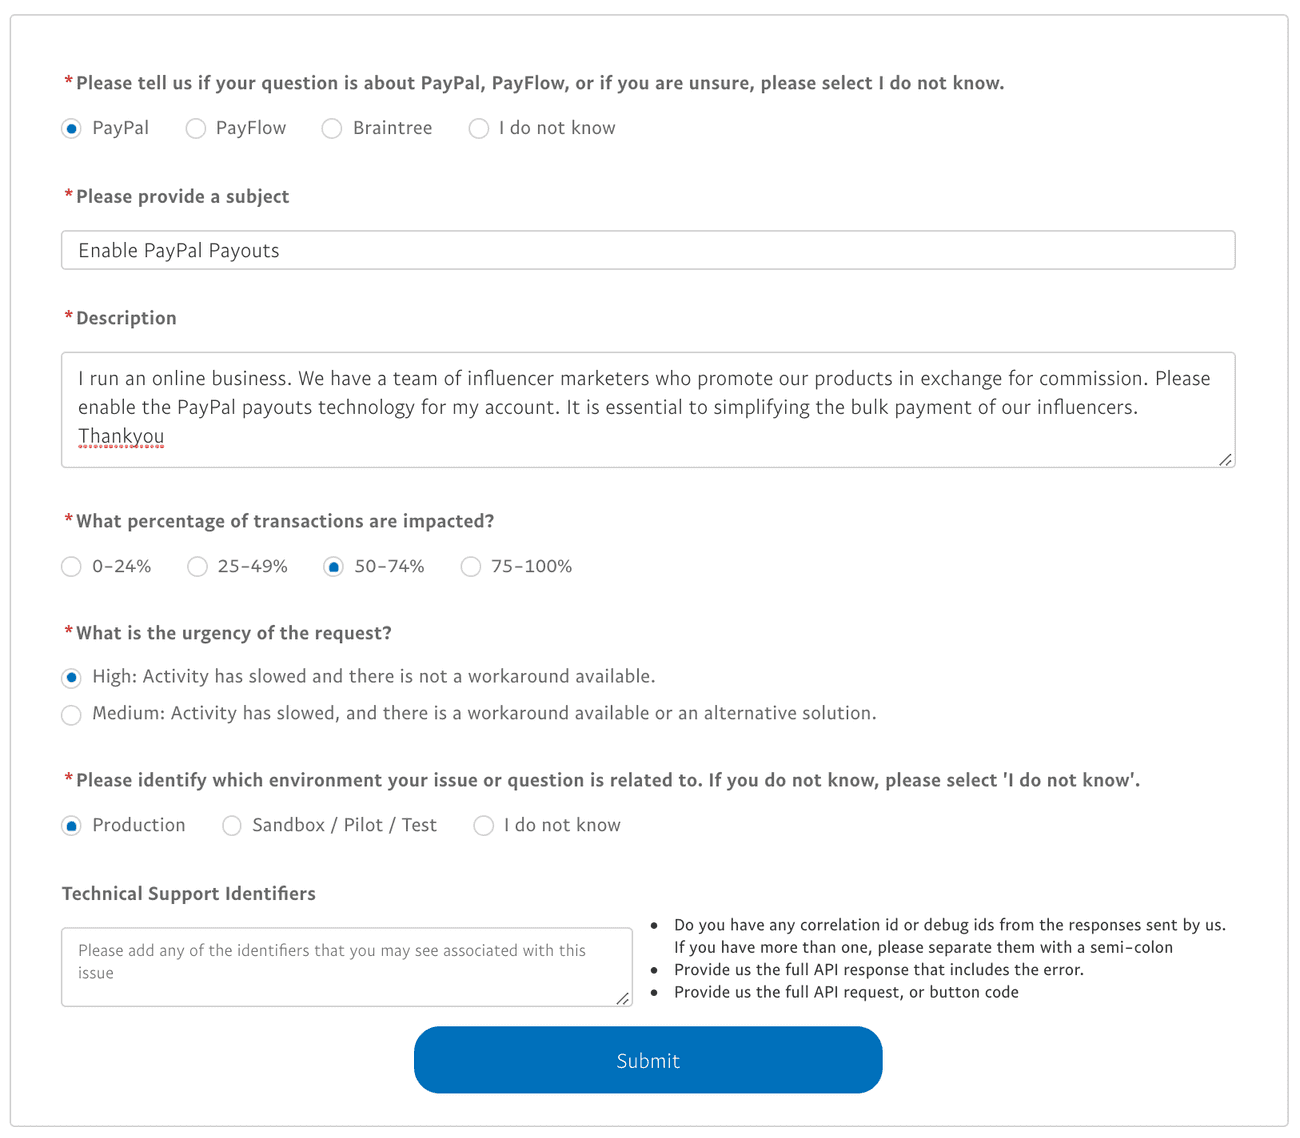 *Please tell us if your question is about PayPal, PayFlow, or if you are unsure, please select I do not know.
PayPal PayFlow Braintree I do not know
*Please provide a subject
Enable PayPal Payouts
*Description
I run an online business. We have a team of influencer marketers who promote our products in exchange for commission. Please
enable the PayPal payouts technology for my account. It is essential to simplifying the bulk payment of our influencers.
Thankyou
*What percentage of transactions are impacted?
0-24% 25-49% 50-74% 75-100%
*What is the urgency of the request?
High: Activity has slowed and there is not a workaround available.
Medium: Activity has slowed, and there is a workaround available or an alternative solution.
*Please identify which environment your issue or question is related to. If you do not know, please select 'I do not know'.
Production Sandbox / Pilot / Test I do not know
Technical Support Identifiers
Please add any of the identifiers that you may see associated with this
issue
• Do you have any correlation id or debug ids from the responses sent by us.
If you have more than one, please separate them with a semi-colon
• Provide us the full API response that includes the error.
• Provide us the full API request, or button code
Submit